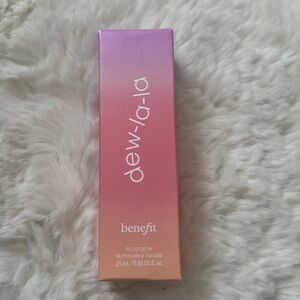 dew-la-la
benefit
liquid glow
illuminateur liquide
25 mL / 0.85 US fl. oz.